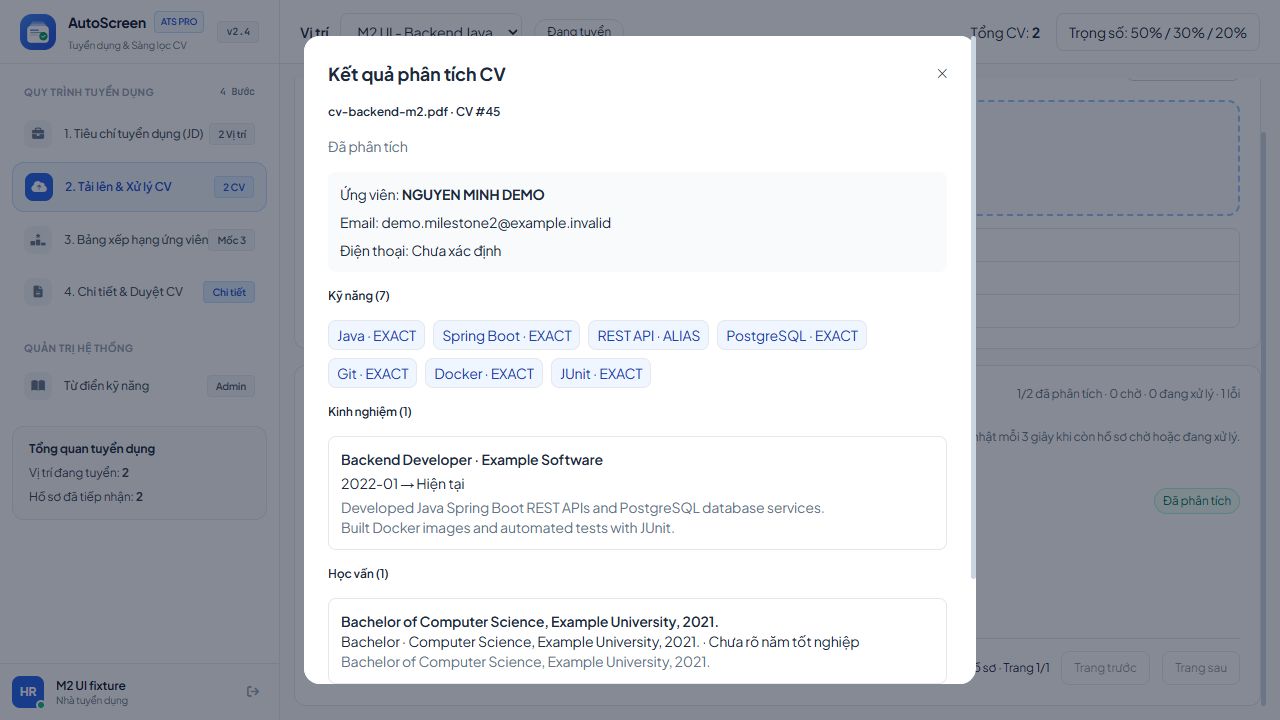 AutoScreen
ATS PRO
v2.4
Tuyển dụng & Sàng lọc CV
QUY TRÌNH TUYỂN DỤNG
4 Bước
1. Tiêu chí tuyển dụng (JD)
2 Vị trí
2. Tải lên & Xử lý CV
2 CV
3. Bảng xếp hạng ứng viên
Mốc 3
4. Chi tiết & Duyệt CV
Chi tiết
QUẢN TRỊ HỆ THỐNG
Từ điển kỹ năng
Admin
Tổng quan tuyển dụng
Vị trí đang tuyển: 2
Hồ sơ đã tiếp nhận: 2
HR
M2 UI fixture
Nhà tuyển dụng
Vị trí
M2 UI - Backend Java
Đang tuyển
Tổng CV: 2
Trọng số: 50% / 30% / 20%
Kết quả phân tích CV
cv-backend-m2.pdf · CV #45
Đã phân tích
Ứng viên: NGUYEN MINH DEMO
Email: demo.milestone2@example.invalid
Điện thoại: Chưa xác định
Kỹ năng (7)
Java · EXACT
Spring Boot · EXACT
REST API · ALIAS
PostgreSQL · EXACT
Git · EXACT
Docker · EXACT
JUnit · EXACT
Kinh nghiệm (1)
Backend Developer · Example Software
2022-01 → Hiện tại
Developed Java Spring Boot REST APIs and PostgreSQL database services.
Built Docker images and automated tests with JUnit.
Học vấn (1)
Bachelor of Computer Science, Example University, 2021.
Bachelor · Computer Science, Example University, 2021. · Chưa rõ năm tốt nghiệp
Bachelor of Computer Science, Example University, 2021.
1/2 đã phân tích · 0 chờ · 0 đang xử lý · 1 lỗi
mỗi 3 giây khi còn hồ sơ chờ hoặc đang xử lý.
Đã phân tích
sơ · Trang 1/1
Trang trước
Trang sau